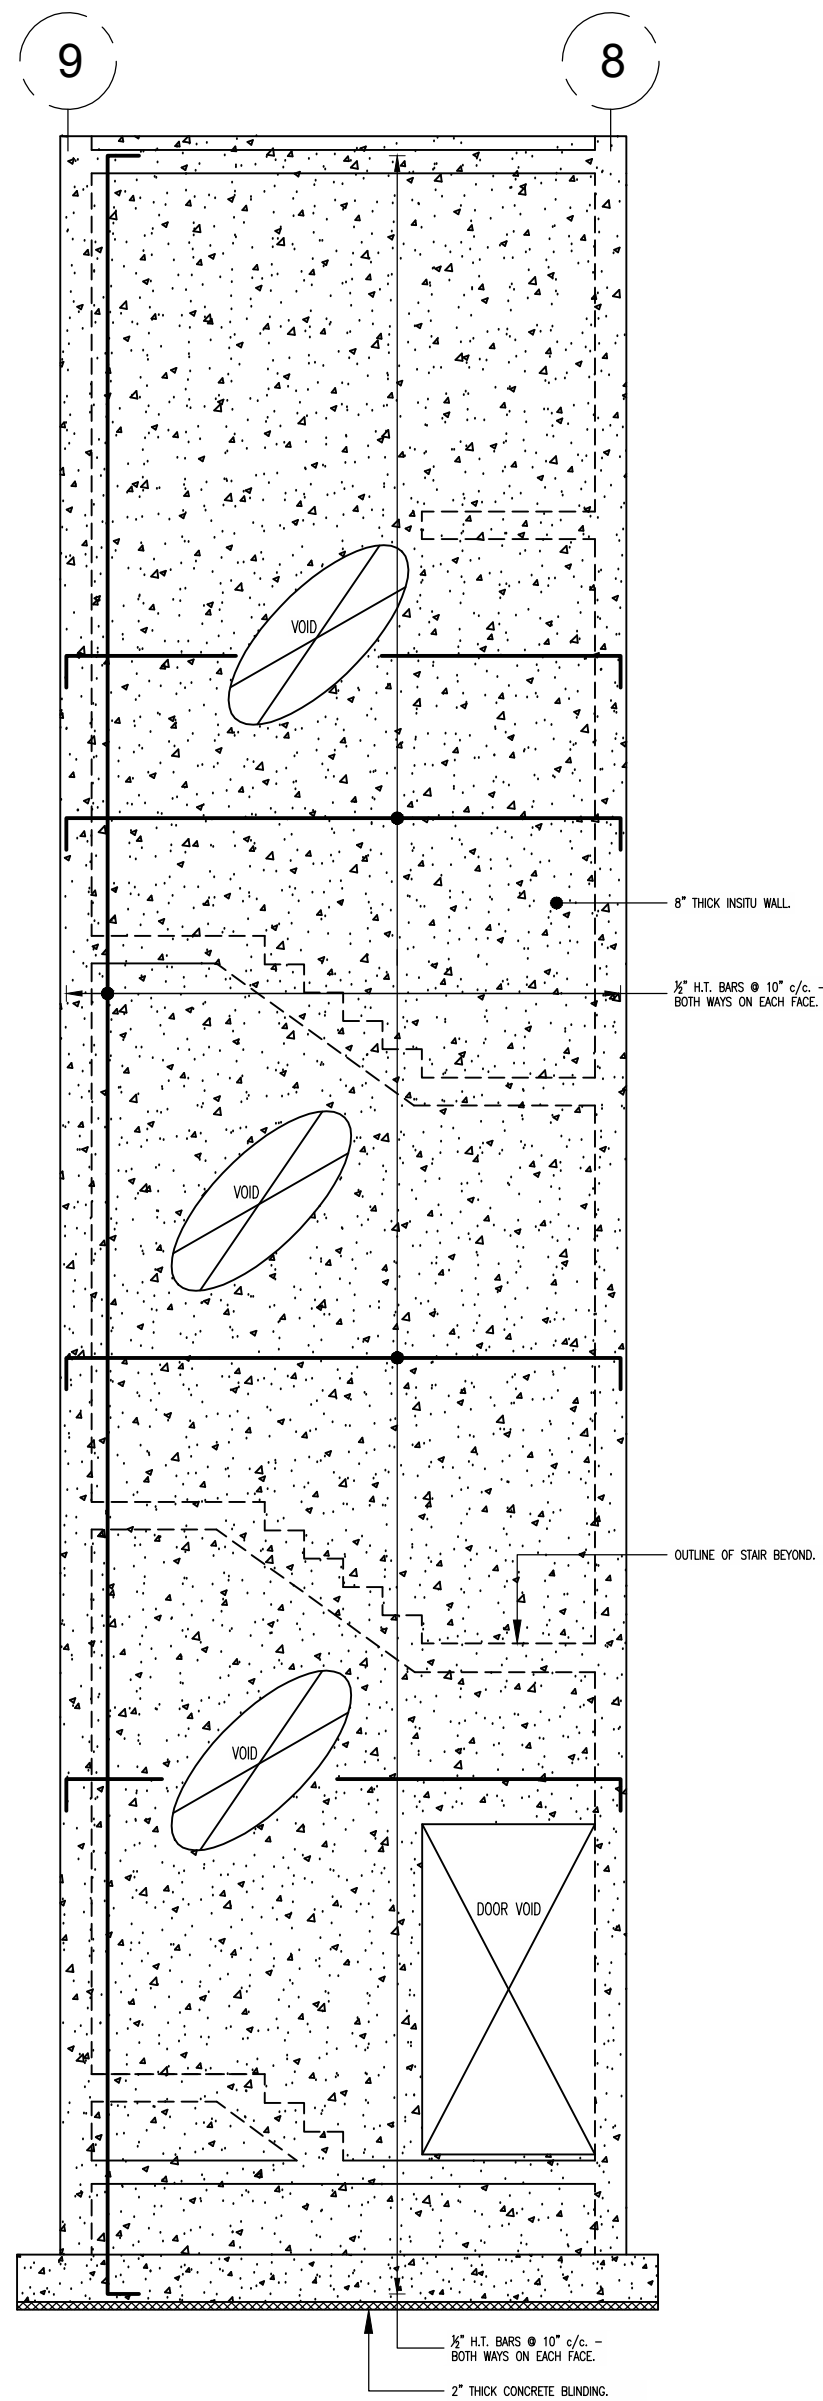 9
8
VOID
8" THICK INSITU WALL.
½" H.T. BARS @ 10" c/c. –
BOTH WAYS ON EACH FACE.
VOID
OUTLINE OF STAIR BEYOND.
VOID
DOOR VOID
½" H.T. BARS @ 10" c/c. –
BOTH WAYS ON EACH FACE.
2" THICK CONCRETE BLINDING.